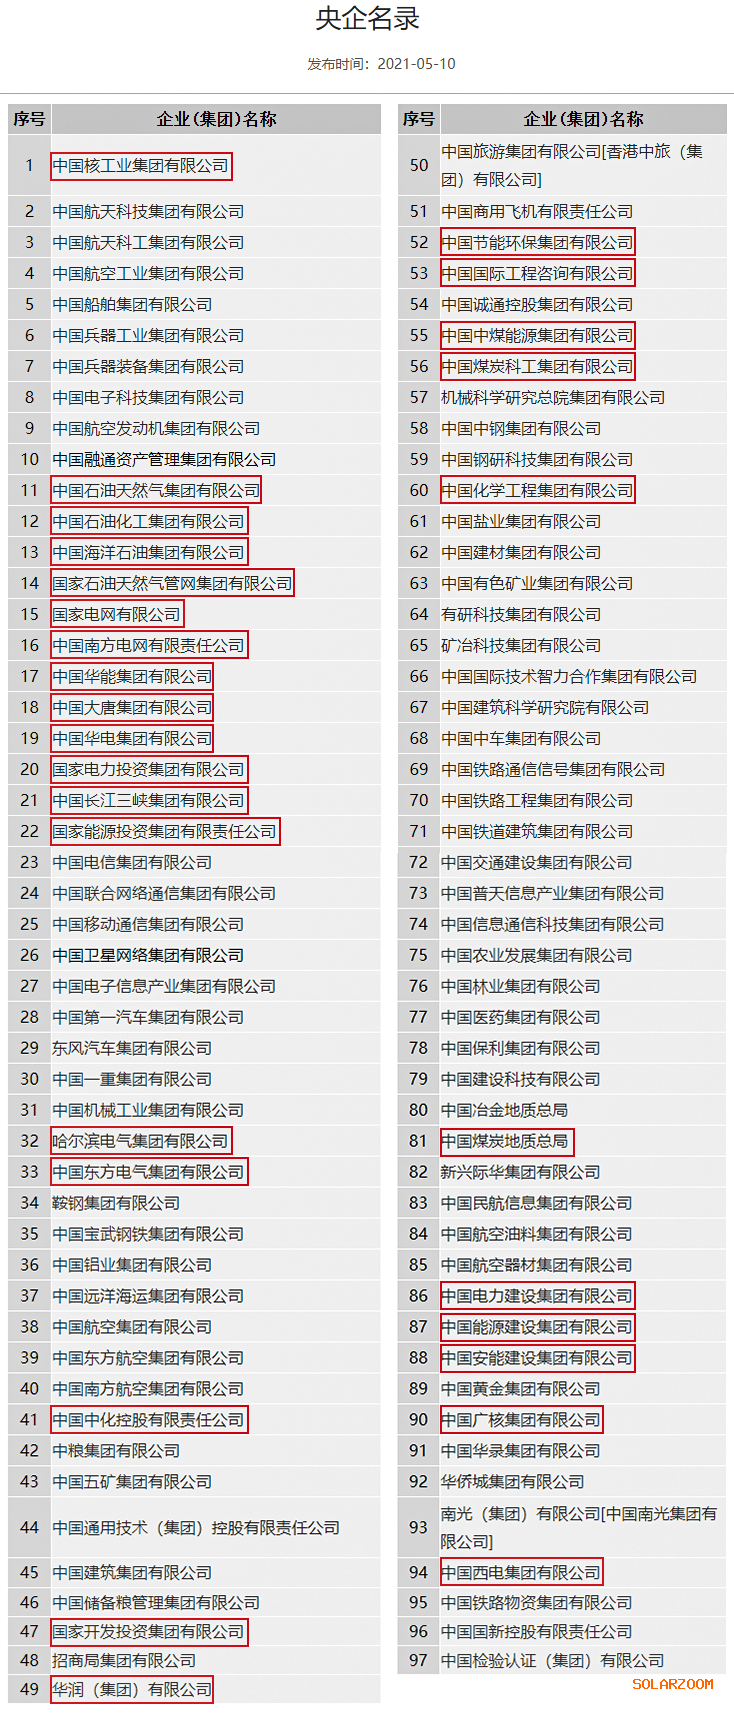 央企名录
发布时间：2021-05-10
序号 企业(集团)名称
1 中国核工业集团有限公司
2 中国航天科技集团有限公司
3 中国航天科工集团有限公司
4 中国航空工业集团有限公司
5 中国船舶集团有限公司
6 中国兵器工业集团有限公司
7 中国兵器装备集团有限公司
8 中国电子科技集团有限公司
9 中国航空发动机集团有限公司
10 中国融通资产管理集团有限公司
11 中国石油天然气集团有限公司
12 中国石油化工集团有限公司
13 中国海洋石油集团有限公司
14 国家石油天然气管网集团有限公司
15 国家电网有限公司
16 中国南方电网有限责任公司
17 中国华能集团有限公司
18 中国大唐集团有限公司
19 中国华电集团有限公司
20 国家电力投资集团有限公司
21 中国长江三峡集团有限公司
22 国家能源投资集团有限责任公司
23 中国电信集团有限公司
24 中国联合网络通信集团有限公司
25 中国移动通信集团有限公司
26 中国卫星网络集团有限公司
27 中国电子信息产业集团有限公司
28 中国第一汽车集团有限公司
29 东风汽车集团有限公司
30 中国一重集团有限公司
31 中国机械工业集团有限公司
32 哈尔滨电气集团有限公司
33 中国东方电气集团有限公司
34 鞍钢集团有限公司
35 中国宝武钢铁集团有限公司
36 中国铝业集团有限公司
37 中国远洋海运集团有限公司
38 中国航空集团有限公司
39 中国东方航空集团有限公司
40 中国南方航空集团有限公司
41 中国中化控股有限责任公司
42 中粮集团有限公司
43 中国五矿集团有限公司
44 中国通用技术（集团）控股有限责任公司
45 中国建筑集团有限公司
46 中国储备粮管理集团有限公司
47 国家开发投资集团有限公司
48 招商局集团有限公司
49 华润（集团）有限公司
序号 企业(集团)名称
50 中国旅游集团有限公司[香港中旅（集
团）有限公司]
51 中国商用飞机有限责任公司
52 中国节能环保集团有限公司
53 中国国际工程咨询有限公司
54 中国诚通控股集团有限公司
55 中国中煤能源集团有限公司
56 中国煤炭科工集团有限公司
57 机械科学研究总院集团有限公司
58 中国中钢集团有限公司
59 中国钢研科技集团有限公司
60 中国化学工程集团有限公司
61 中国盐业集团有限公司
62 中国建材集团有限公司
63 中国有色矿业集团有限公司
64 有研科技集团有限公司
65 矿冶科技集团有限公司
66 中国国际技术智力合作集团有限公司
67 中国建筑科学研究院有限公司
68 中国中车集团有限公司
69 中国铁路通信信号集团有限公司
70 中国铁路工程集团有限公司
71 中国铁道建筑集团有限公司
72 中国交通建设集团有限公司
73 中国普天信息产业集团有限公司
74 中国信息通信科技集团有限公司
75 中国农业发展集团有限公司
76 中国林业集团有限公司
77 中国医药集团有限公司
78 中国保利集团有限公司
79 中国建设科技有限公司
80 中国冶金地质总局
81 中国煤炭地质总局
82 新兴际华集团有限公司
83 中国民航信息集团有限公司
84 中国航空油料集团有限公司
85 中国航空器材集团有限公司
86 中国电力建设集团有限公司
87 中国能源建设集团有限公司
88 中国安能建设集团有限公司
89 中国黄金集团有限公司
90 中国广核集团有限公司
91 中国华录集团有限公司
92 华侨城集团有限公司
93 南光（集团）有限公司[中国南光集团有
限公司]
94 中国西电集团有限公司
95 中国铁路物资集团有限公司
96 中国国新控股有限责任公司
97 中国检验认证（集团）有限公司
SOLARZOOM